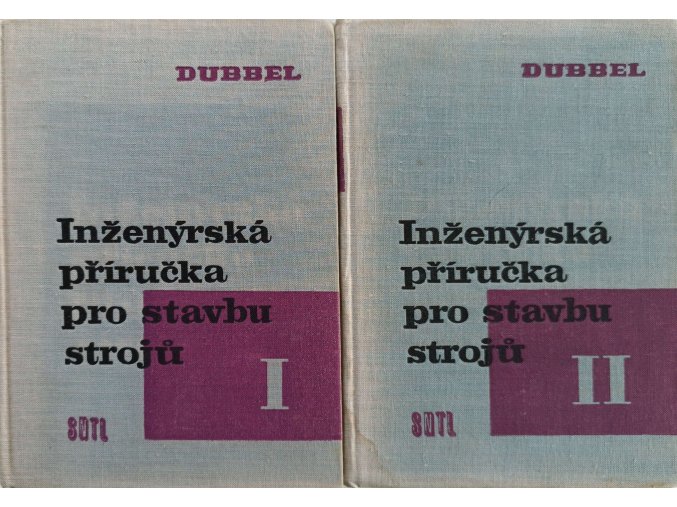 DUBBEL
Inženýrská
příručka
pro stavbu
strojů
I
SNTL
DUBBEL
Inženýrská
příručka
pro stavbu
strojů
II
SNTL